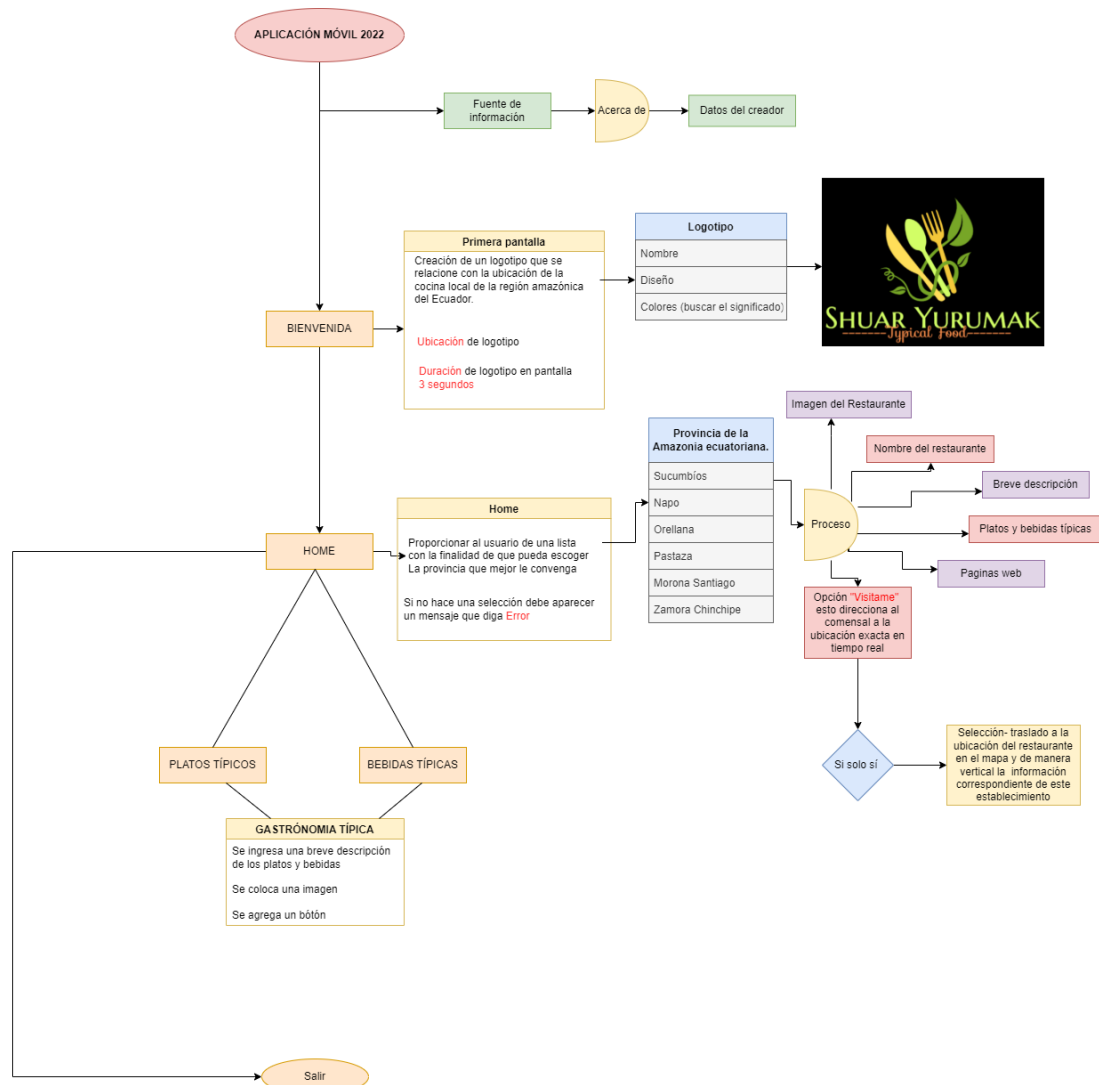 APLICACIÓN MÓVIL 2022
Fuente de
información
Acerca de
Datos del creador
BIENVENIDA
Primera pantalla
Creación de un logotipo que se
relacione con la ubicación de la
cocina local de la región amazónica
del Ecuador.
Ubicación de logotipo
Duración de logotipo en pantalla
3 segundos
Logotipo
Nombre
Diseño
Colores (buscar el significado)
SHUAR YURUMAK
Typical Food
HOME
Home
Proporcionar al usuario de una lista
con la finalidad de que pueda escoger
La provincia que mejor le convenga
Si no hace una selección debe aparecer
un mensaje que diga Error
Provincia de la
Amazonia ecuatoriana.
Sucumbíos
Napo
Orellana
Pastaza
Morona Santiago
Zamora Chinchipe
Proceso
Imagen del Restaurante
Nombre del restaurante
Breve descripción
Platos y bebidas típicas
Paginas web
Opción "Visitame"
esto direcciona al
comensal a la
ubicación exacta en
tiempo real
Si solo sí
Selección- traslado a la
ubicación del restaurante
en el mapa y de manera
vertical la información
correspondiente de este
establecimiento
PLATOS TÍPICOS
BEBIDAS TÍPICAS
GASTRÓNOMIA TÍPICA
Se ingresa una breve descripción
de los platos y bebidas
Se coloca una imagen
Se agrega un bótón
Salir